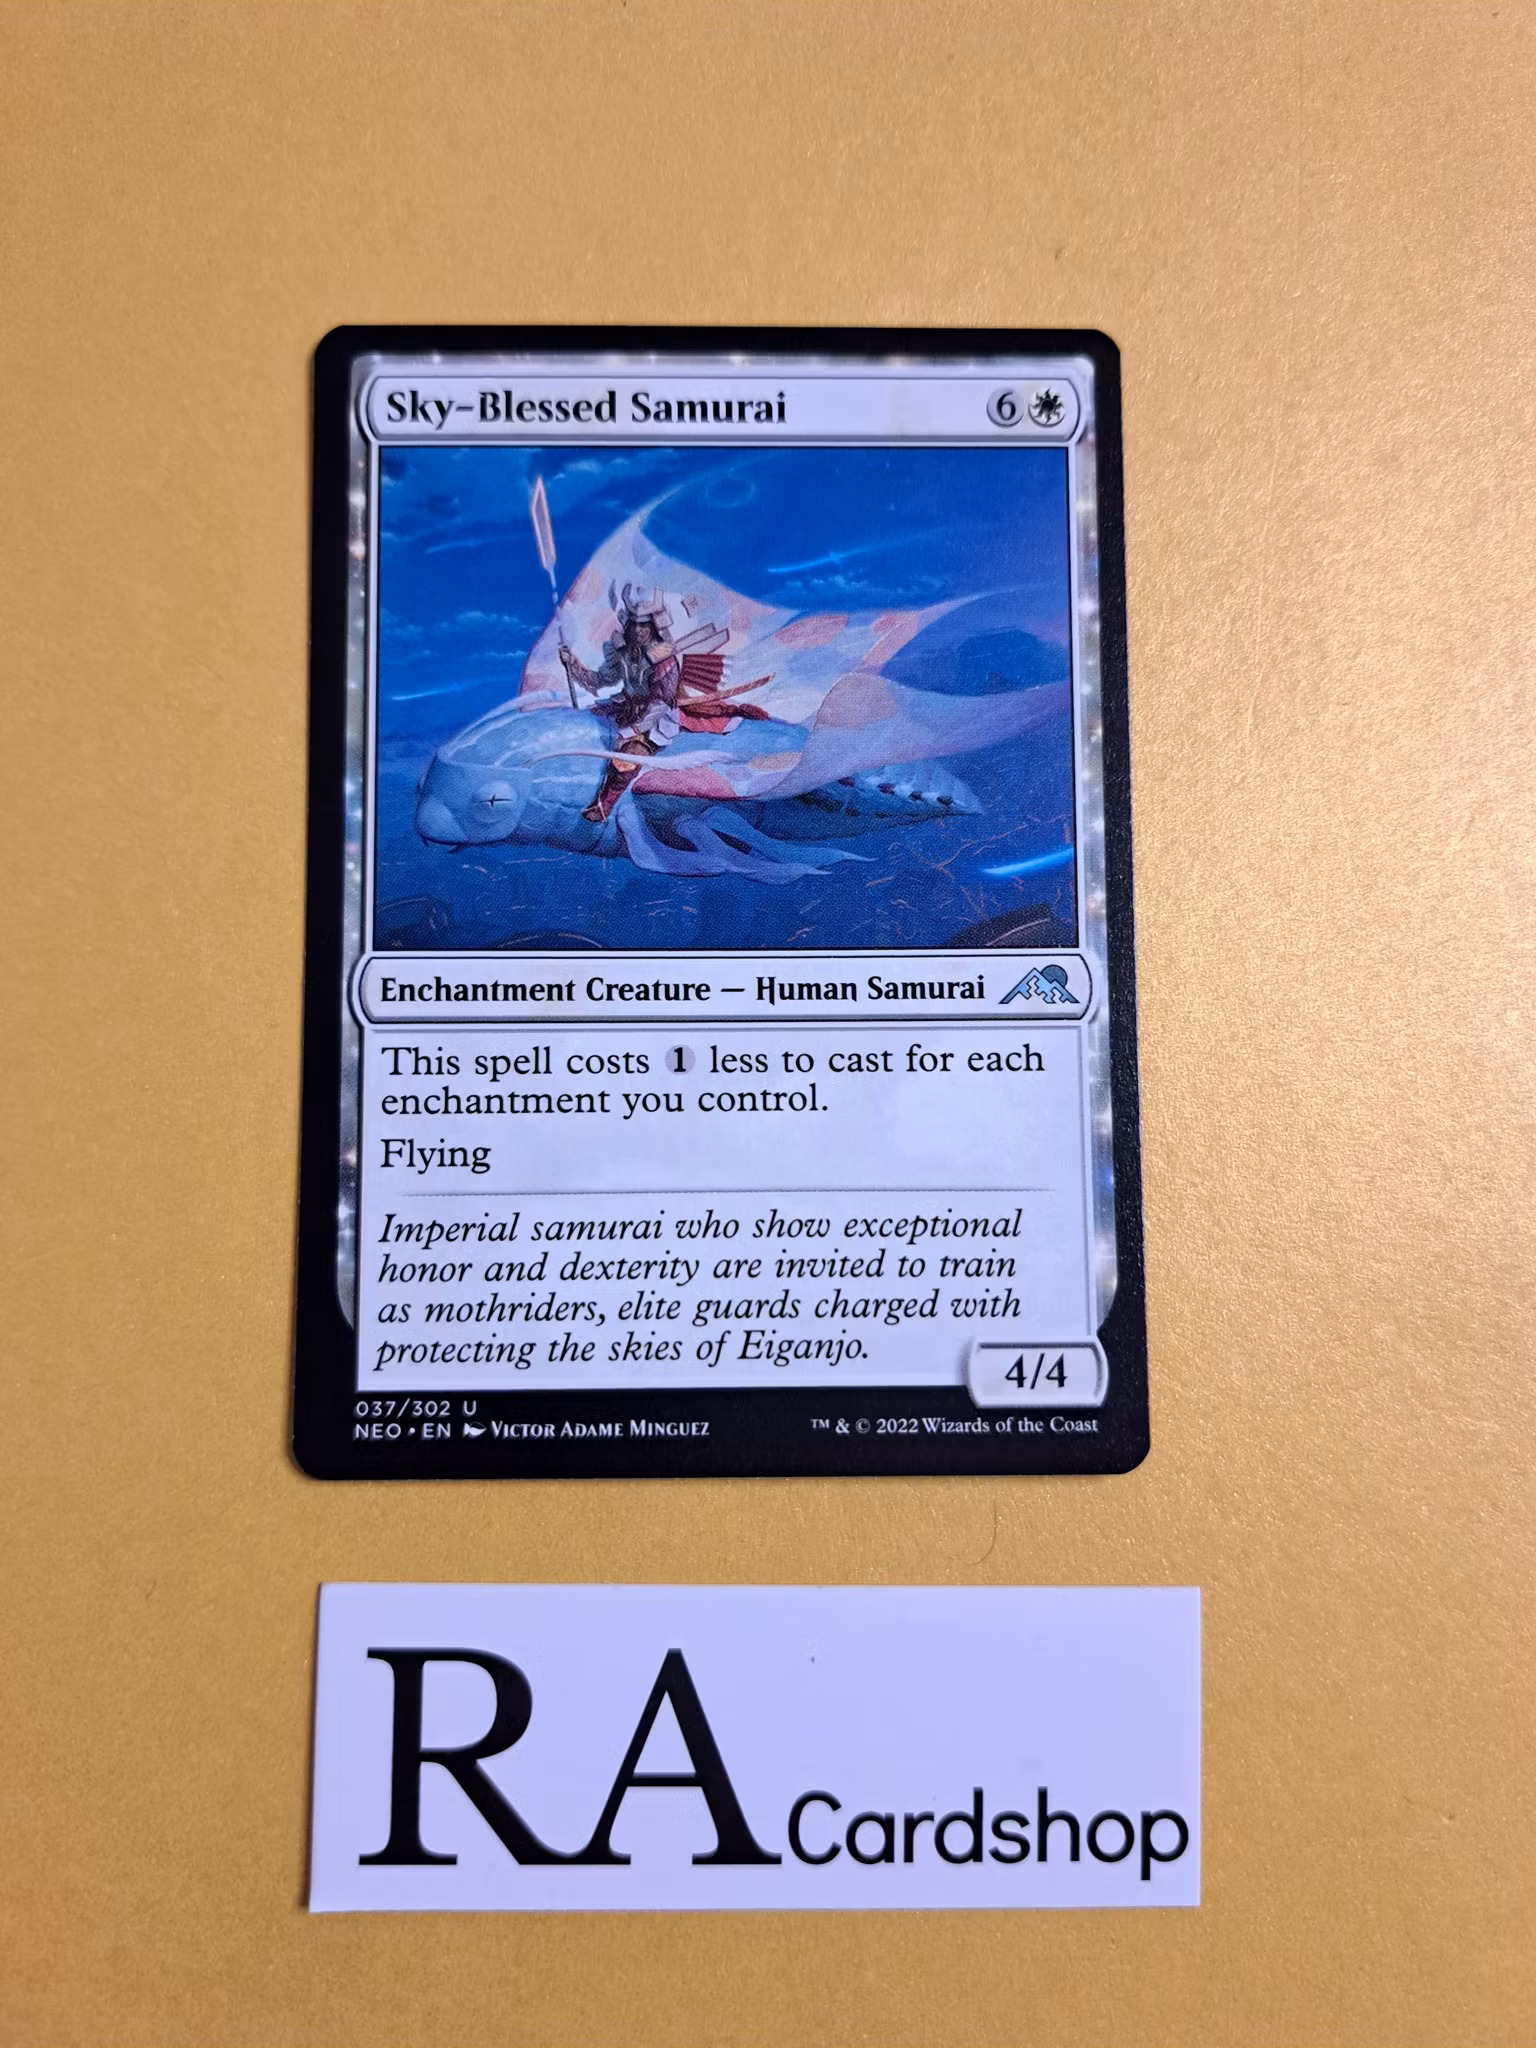 Sky-Blessed Samurai 6
Enchantment Creature — Human Samurai
This spell costs 1 less to cast for each
enchantment you control.
Flying
Imperial samurai who show exceptional
honor and dexterity are invited to train
as mothriders, elite guards charged with
protecting the skies of Eiganjo.
4/4
037/302 U
NEO • EN VICTOR ADAME MINGUEZ ™ & © 2022 Wizards of the Coast
RA Cardshop